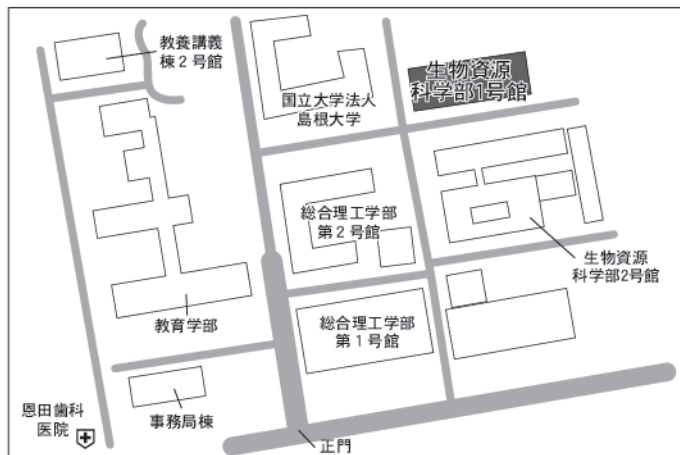 教養講義
棟２号館
国立大学法人
島根大学
生物資源
科学部1号館
総合理工学部
第２号館
生物資源
科学部2号館
教育学部
総合理工学部
第１号館
恩田歯科
医院
事務局棟
正門